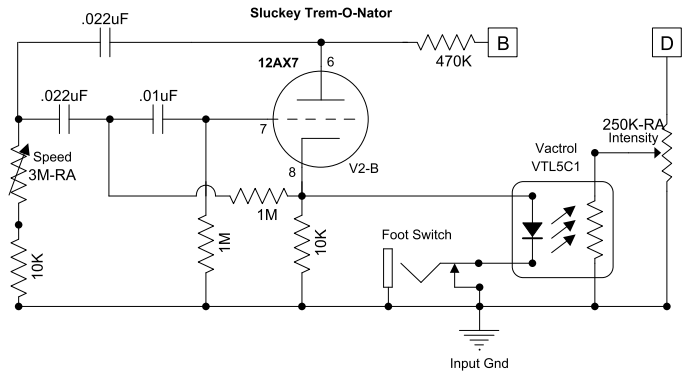 Sluckey Trem-O-Nator
.022uF
12AX7
6
B
D
470K
.022uF
.01uF
7
250K-RA
Intensity
Speed
3M-RA
V2-B
Vactrol
VTL5C1
8
1M
Foot Switch
10K
1M
10K
Input Gnd